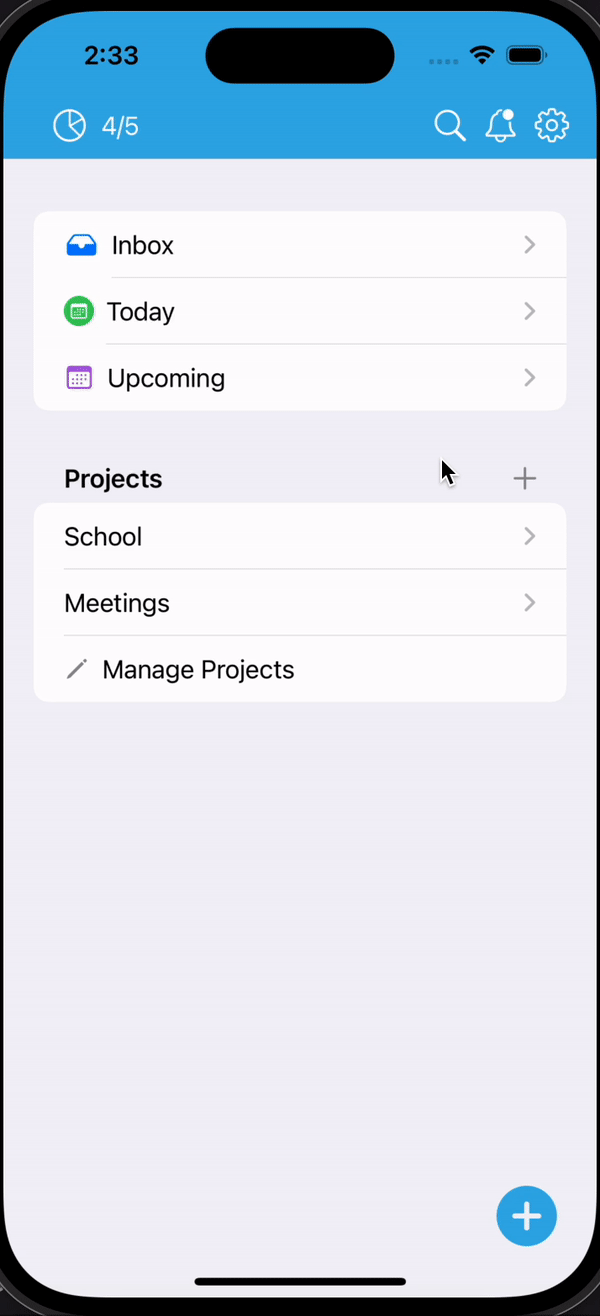 2:33
4/5
Inbox
Today
Upcoming
Projects
School
Meetings
Manage Projects